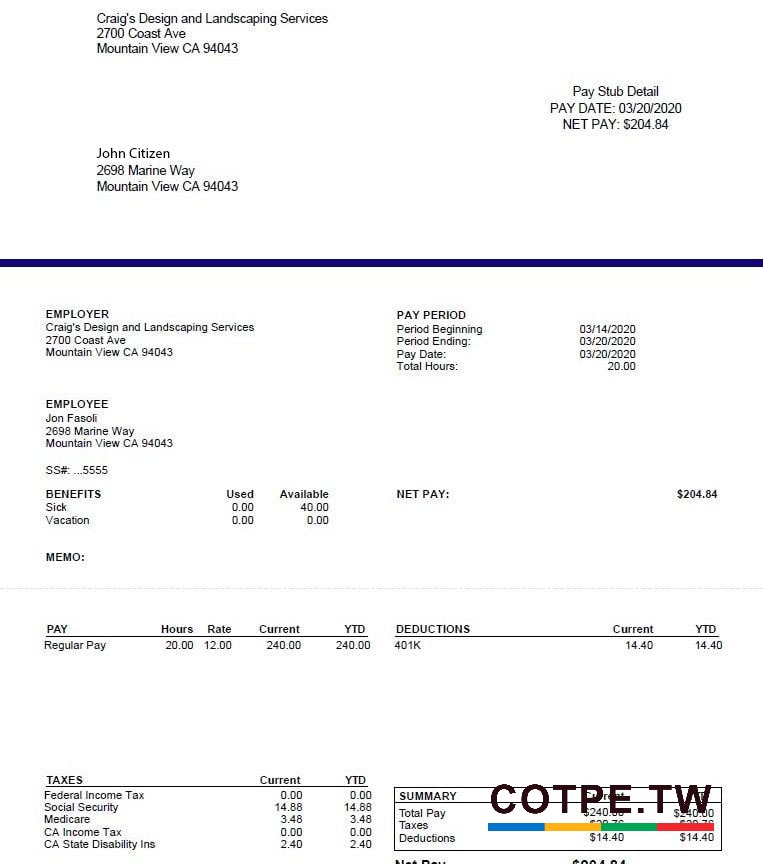 Craig's Design and Landscaping Services
2700 Coast Ave
Mountain View CA 94043
Pay Stub Detail
PAY DATE: 03/20/2020
NET PAY: $204.84
John Citizen
2698 Marine Way
Mountain View CA 94043
EMPLOYER
Craig's Design and Landscaping Services
2700 Coast Ave
Mountain View CA 94043
PAY PERIOD
Period Beginning 03/14/2020
Period Ending: 03/20/2020
Pay Date: 03/20/2020
Total Hours: 20.00
EMPLOYEE
Jon Fasoli
2698 Marine Way
Mountain View CA 94043
SS#: ...5555
BENEFITS Used Available
Sick 0.00 40.00
Vacation 0.00 0.00
NET PAY: $204.84
MEMO:
PAY Hours Rate Current YTD
Regular Pay 20.00 12.00 240.00 240.00
DEDUCTIONS Current YTD
401K 14.40 14.40
TAXES Current YTD
Federal Income Tax 0.00 0.00
Social Security 14.88 14.88
Medicare 3.48 3.48
CA Income Tax 0.00 0.00
CA State Disability Ins 2.40 2.40
SUMMARY
COTPE.TW
Total Pay $240.00 $240.00
Taxes
Deductions $14.40 $14.40